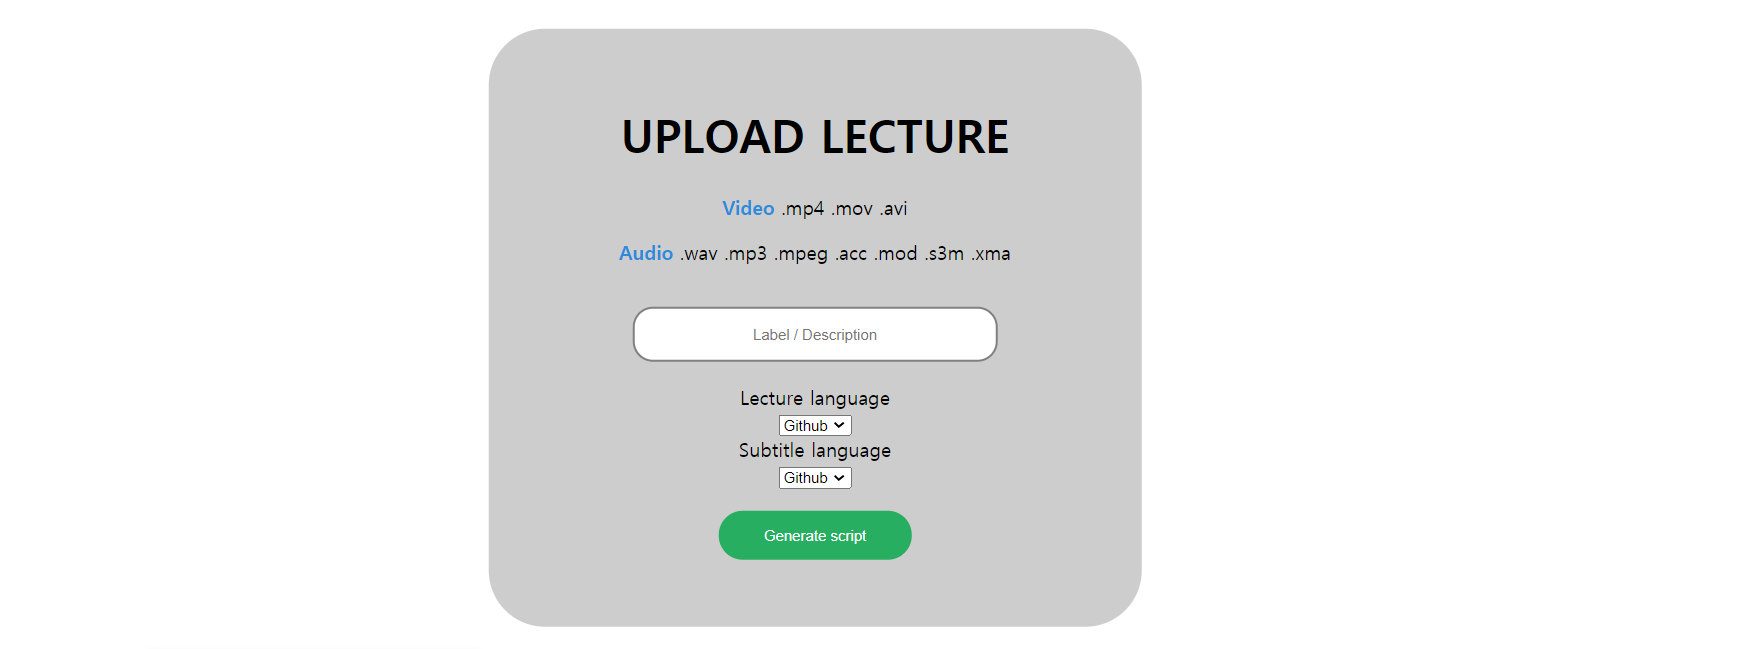 UPLOAD LECTURE
Video .mp4 .mov .avi
Audio .wav .mp3 .mpeg .acc .mod .s3m .xma
Label / Description
Lecture language
Github
Subtitle language
Github
Generate script